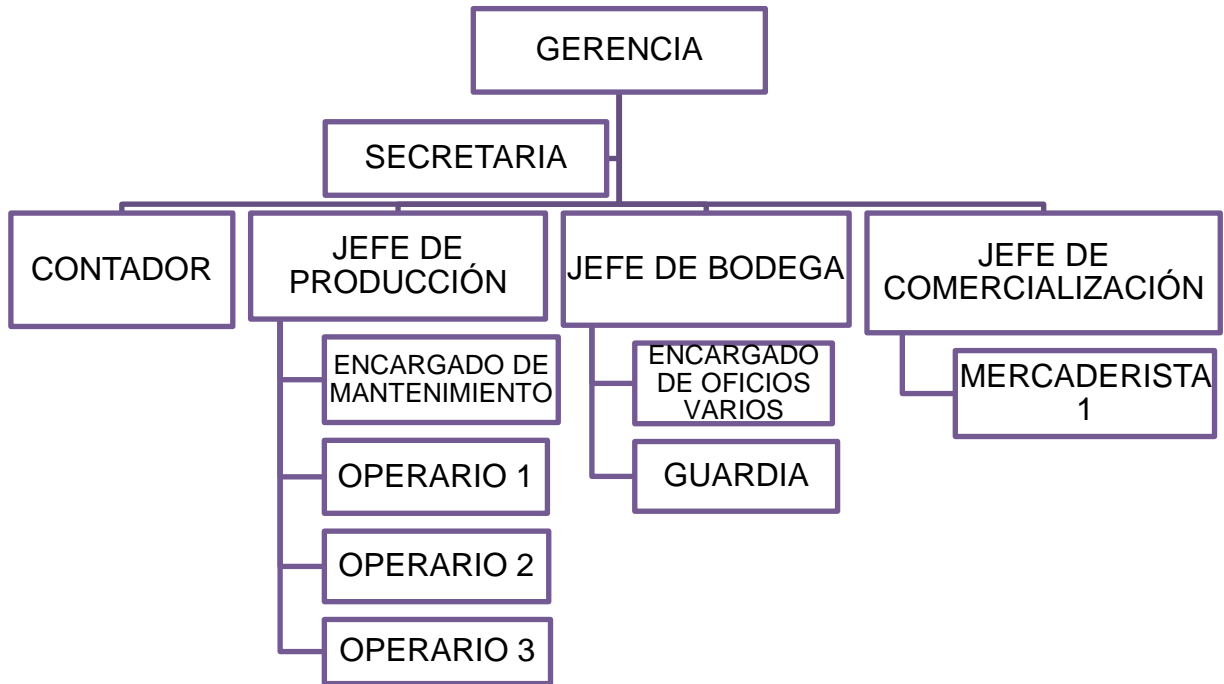 GERENCIA
SECRETARIA
CONTADOR
JEFE DE
PRODUCCIÓN
JEFE DE BODEGA
JEFE DE
COMERCIALIZACIÓN
ENCARGADO DE
MANTENIMIENTO
OPERARIO 1
OPERARIO 2
OPERARIO 3
ENCARGADO
DE OFICIOS
VARIOS
GUARDIA
MERCADERISTA
1